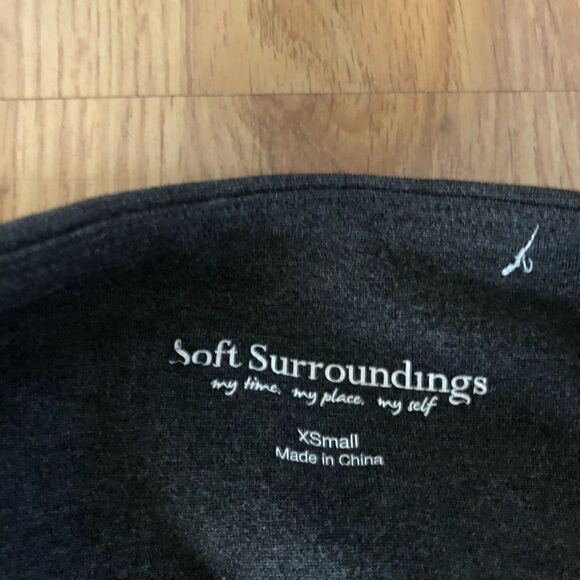 Soft Surroundings
my time. my place. my self
XSmall
Made in China